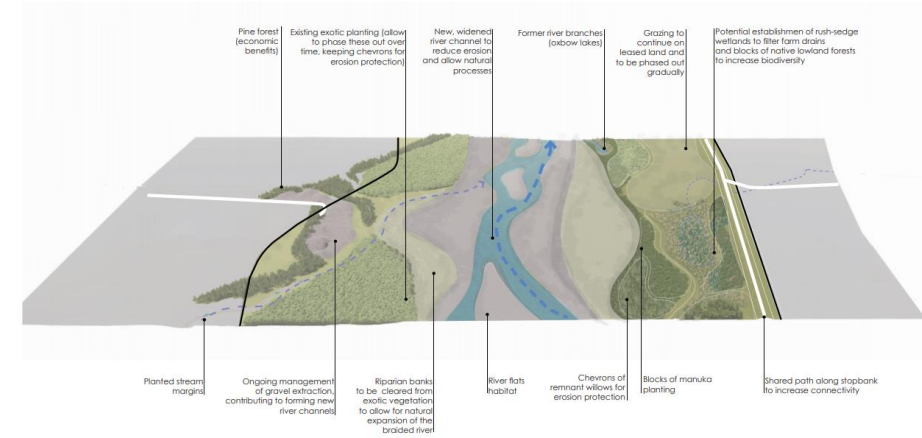 Pine forest
(economic
benefits)
Existing exotic planting (allow
to phase these out over
time, keeping chevrons for
erosion protection)
New, widened
river channel to
reduce erosion
and allow natural
processes
Former river branches
(oxbow lakes)
Grazing to
continue on
leased land and
to be phased out
gradually
Potential establishmen of rush-sedge
wetlands to filter farm drains
and blocks of native lowland forests
to increase biodiversity
Planted stream
margins
Ongoing management
of gravel extraction,
contributing to forming new
river channels
Riparian banks
to be cleared from
exotic vegetation
to allow for natural
expansion of the
braided river
River flats
habitat
Chevrons of
remnant willows for
erosion protection
Blocks of manuka
planting
Shared path along stopbank
to increase connectivity